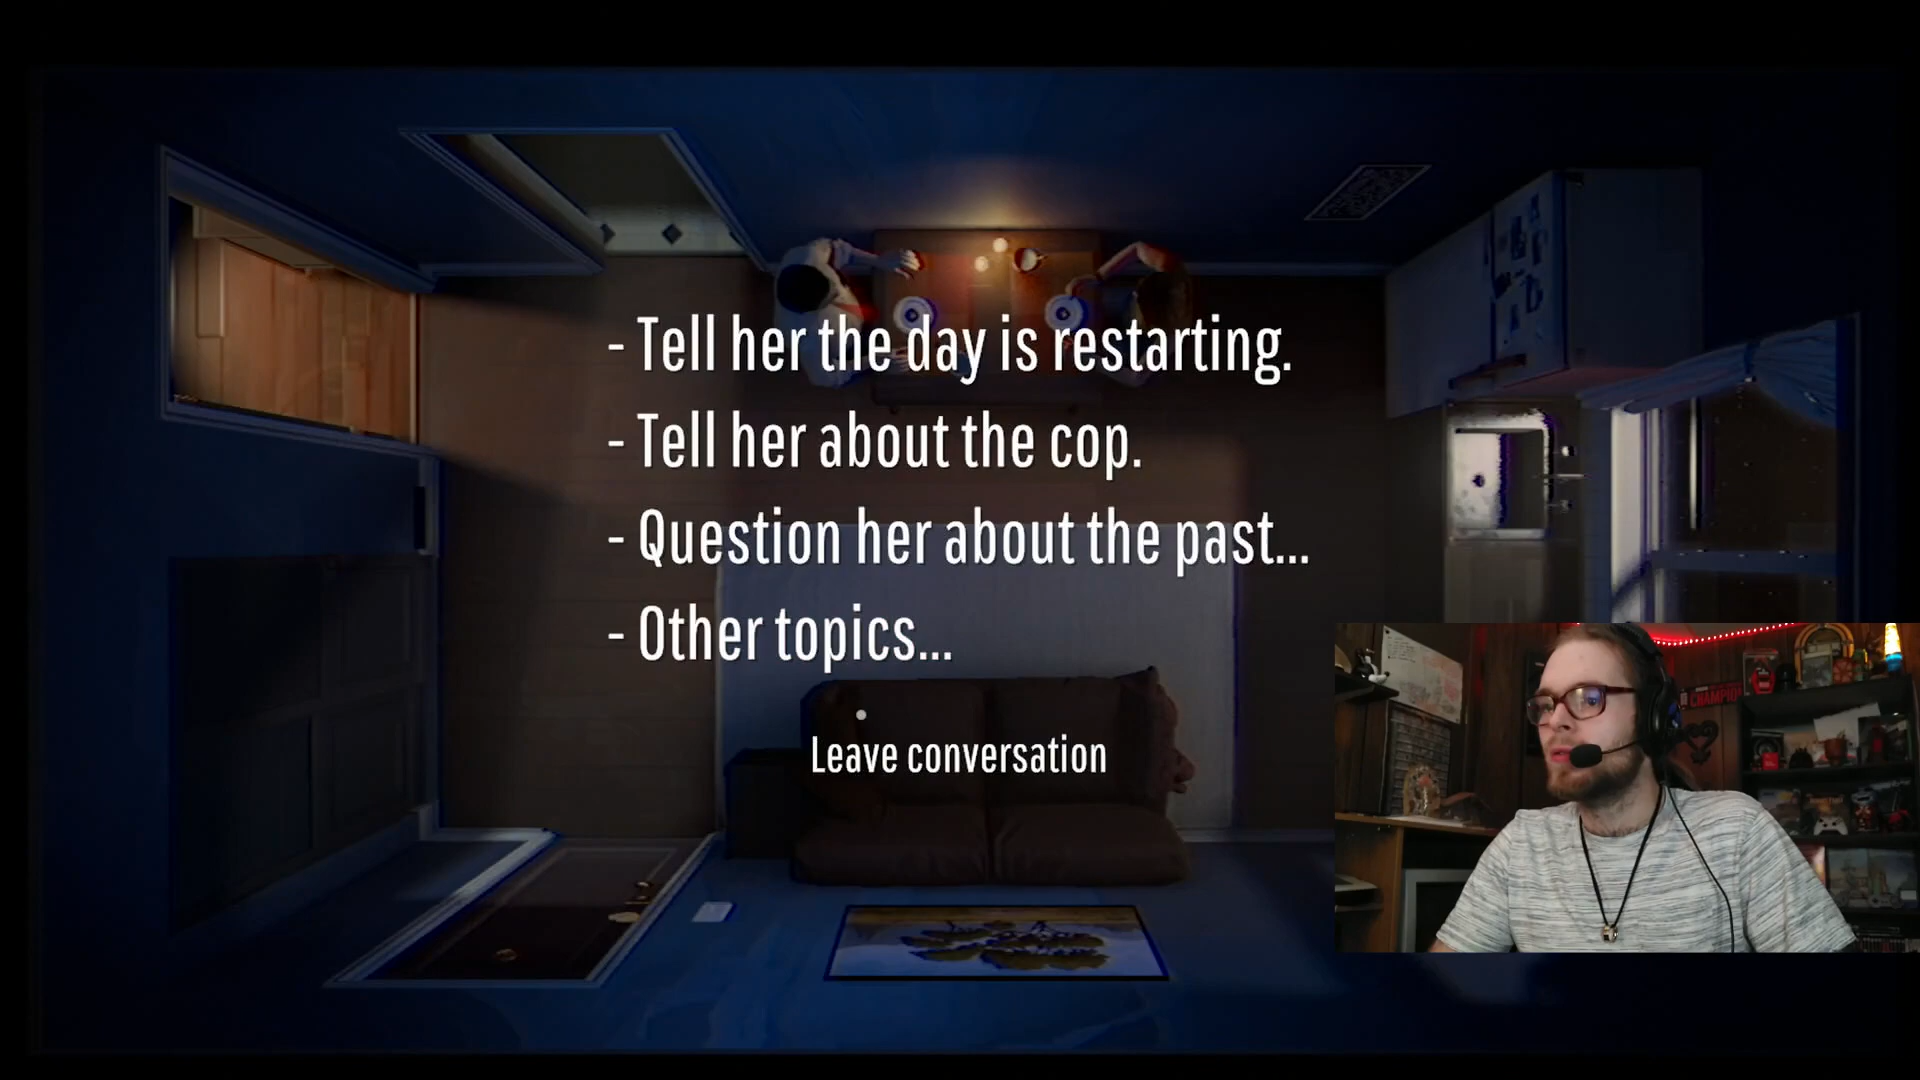 - Tell her the day is restarting.
- Tell her about the cop.
- Question her about the past...
- Other topics...
Leave conversation
CHAMPIO